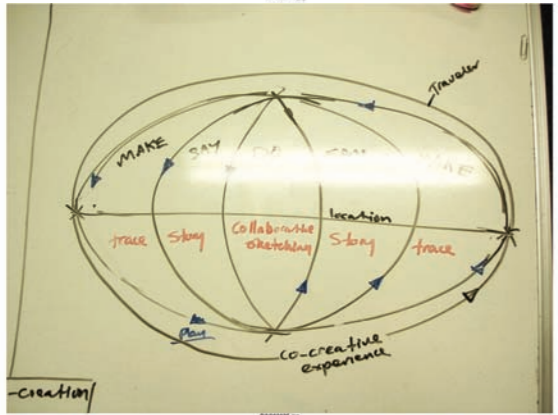 Traveler
MAKE SAY
location
trace story collaborative sketching story trace
play
co-creative
experience
-creation